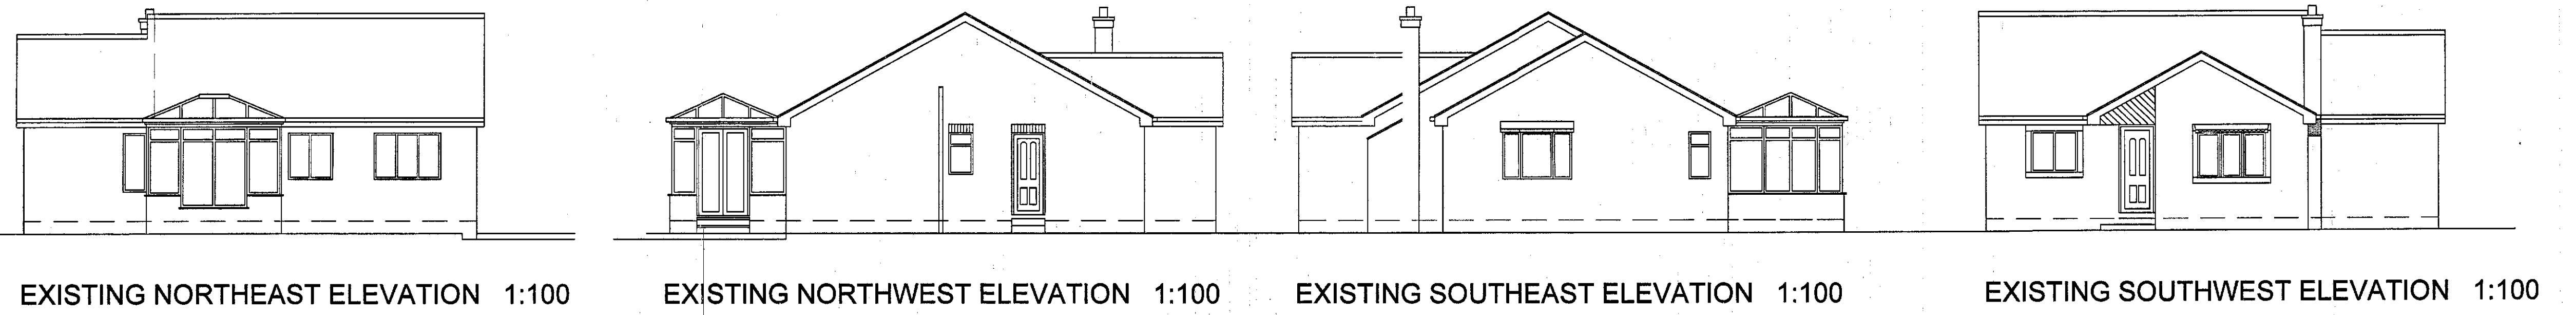 EXISTING NORTHEAST ELEVATION 1:100
EXISTING NORTHWEST ELEVATION 1:100
EXISTING SOUTHEAST ELEVATION 1:100
EXISTING SOUTHWEST ELEVATION 1:100